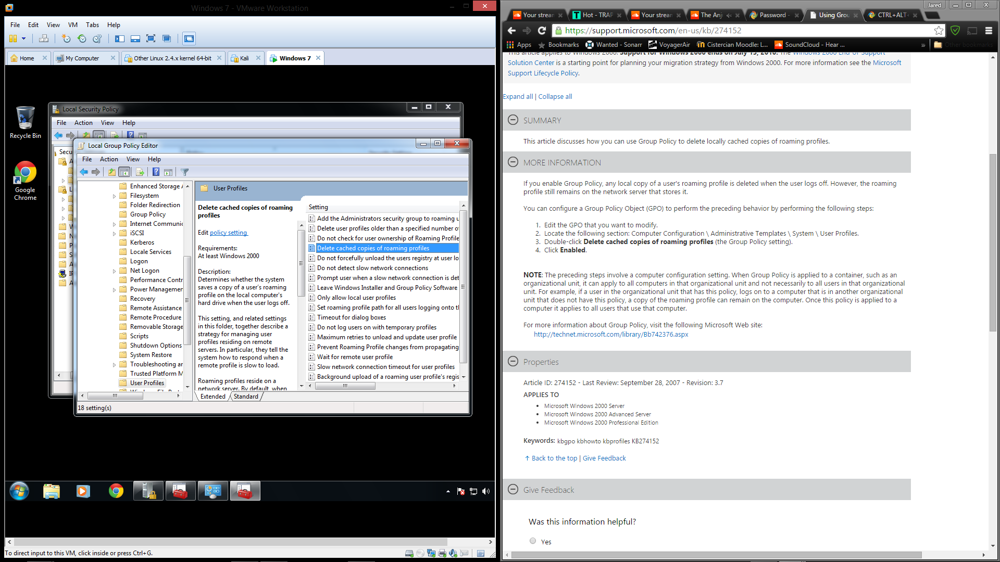 Windows 7 - VMware Workstation
File Edit View VM Tabs Help
Home
My Computer
Other Linux 2.4.x kernel 64-bit
Kali
Windows 7
Recycle Bin
Google
Chrome
Local Security Policy
File Action View Help
Secu
Local Group Policy Editor
File Action View Help
Enhanced Storage A
Filesystem
Folder Redirection
Group Policy
Internet Communic
iSCSI
Kerberos
Locale Services
Logon
Net Logon
Performance Contr
Power Managemer
Recovery
Remote Assistance
Remote Procedure
Removable Storage
Scripts
Shutdown Options
System Restore
Troubleshooting ar
Trusted Platform M
User Profiles
User Profiles
Delete cached copies of roaming
profiles
Edit policy setting
Requirements:
At least Windows 2000
Description:
Determines whether the system
saves a copy of a user's roaming
profile on the local computer's
hard drive when the user logs off.
This setting, and related settings
in this folder, together describe a
strategy for managing user
profiles residing on remote
servers. In particular, they tell the
system how to respond when a
remote profile is slow to load.
Roaming profiles reside on a
network server. By default, when
Setting
Add the Administrators security group to roaming u
Delete user profiles older than a specified number of
Do not check for user ownership of Roaming Profile
Delete cached copies of roaming profiles
Do not forcefully unload the users registry at user lo
Do not detect slow network connections
Prompt user when a slow network connection is det
Leave Windows Installer and Group Policy Software
Only allow local user profiles
Set roaming profile path for all users logging onto tl
Timeout for dialog boxes
Do not log users on with temporary profiles
Maximum retries to unload and update user profile
Prevent Roaming Profile changes from propagating
Wait for remote user profile
Slow network connection timeout for user profiles
Background upload of a roaming user profile's regis
Extended Standard
18 setting(s)
To direct input to this VM, click inside or press Ctrl+G.
Jared
Your stream
Hot - TRAP
Your stream
The Anj
Password -
Using Grou
CTRL+ALT+
https://support.microsoft.com/en-us/kb/274152
Apps Bookmarks Wanted - Sonarr VoyagerAir Cistercian Moodle: L... SoundCloud - Hear ... » Other bookmarks
This article applies to Windows 2000. Support for Windows 2000 ends on July 13, 2010. The Windows 2000 End-of-Support
Solution Center is a starting point for planning your migration strategy from Windows 2000. For more information see the Microsoft
Support Lifecycle Policy.
Expand all | Collapse all
SUMMARY
This article discusses how you can use Group Policy to delete locally cached copies of roaming profiles.
MORE INFORMATION
If you enable Group Policy, any local copy of a user's roaming profile is deleted when the user logs off. However, the roaming
profile still remains on the network server that stores it.
You can configure a Group Policy Object (GPO) to perform the preceding behavior by performing the following steps:
1. Edit the GPO that you want to modify.
2. Locate the following section: Computer Configuration \ Administrative Templates \ System \ User Profiles.
3. Double-click Delete cached copies of roaming profiles (the Group Policy setting).
4. Click Enabled.
NOTE: The preceding steps involve a computer configuration setting. When Group Policy is applied to a container, such as an
organizational unit, it can apply to all computers in that organizational unit and not necessarily to all users in that organizational
unit. For example, if a user in the organizational unit that has this policy, logs on to a computer that is in another organizational
unit that does not have this policy, a copy of the roaming profile can remain on the computer. Once this policy is applied to a
computer it applies to all users that use that computer.
For more information about Group Policy, visit the following Microsoft Web site:
http://technet.microsoft.com/library/Bb742376.aspx
Properties
Article ID: 274152 - Last Review: September 28, 2007 - Revision: 3.7
APPLIES TO
• Microsoft Windows 2000 Server
• Microsoft Windows 2000 Advanced Server
• Microsoft Windows 2000 Professional Edition
Keywords: kbgpo kbhowto kbprofiles KB274152
Back to the top | Give Feedback
Give Feedback
Was this information helpful?
Yes